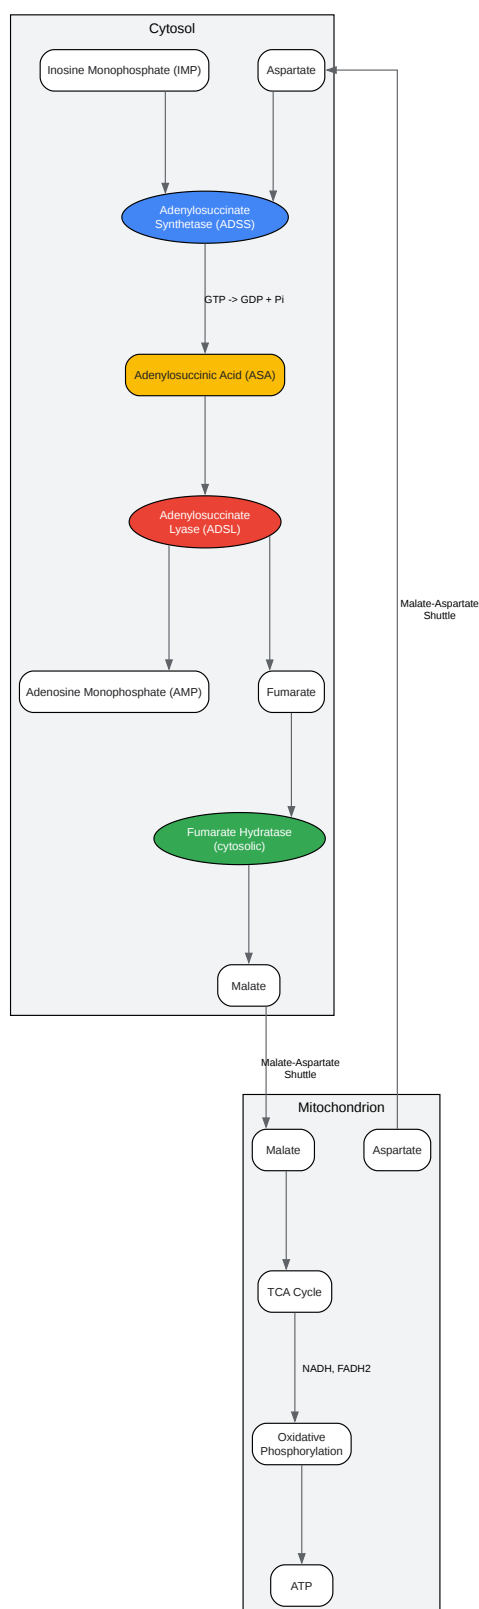 Cytosol
Inosine Monophosphate (IMP)
Aspartate
Adenylosuccinate
Synthetase (ADSS)
GTP -> GDP + Pi
Adenylosuccinic Acid (ASA)
Adenylosuccinate
Lyase (ADSL)
Malate-Aspartate
Shuttle
Adenosine Monophosphate (AMP)
Fumarate
Fumarate Hydratase
(cytosolic)
Malate
Malate-Aspartate
Shuttle
Mitochondrion
Malate
Aspartate
TCA Cycle
NADH, FADH2
Oxidative
Phosphorylation
ATP